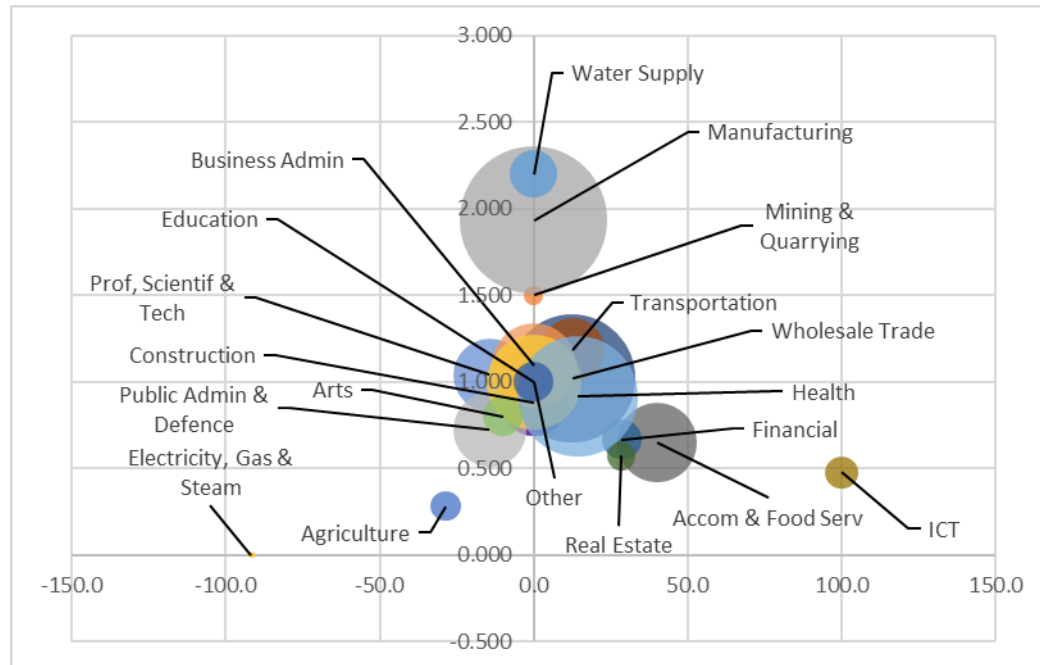 3.000
Water Supply
2.500
Manufacturing
Business Admin
Mining &
Quarrying
2.000
Education
Prof, Scientif &
Tech
1.500
Transportation
Wholesale Trade
Construction
Arts
1.000
Health
Public Admin &
Defence
Financial
Electricity, Gas &
Steam
0.500
Other
Accom & Food Serv
ICT
Agriculture
Real Estate
0.000
-150.0 -100.0 -50.0 0.0 50.0 100.0 150.0
-0.500